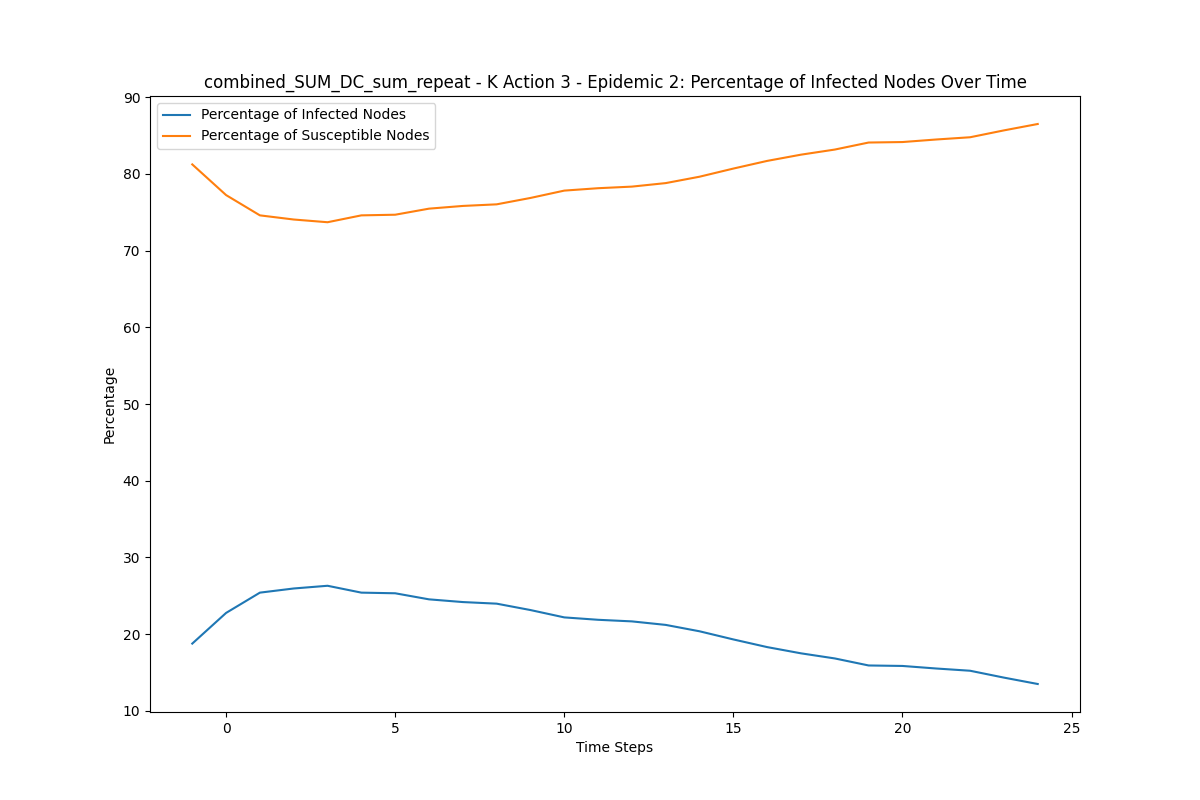 combined_SUM_DC_sum_repeat - K Action 3 - Epidemic 2: Percentage of Infected Nodes Over Time
Percentage of Infected Nodes
Percentage of Susceptible Nodes
90
80
70
60
50
40
30
20
10
Percentage
0 5 10 15 20 25
Time Steps